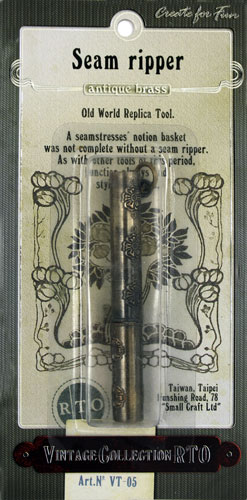 Create for Fun
Seam ripper
antique brass
Old World Replica Tool.
A seamstresses' notion basket
was not complete without a seam ripper.
As with other tools of this period,
Taiwan, Taipei
Road, 78
"Small Craft Ltd"
RTO
VINTAGE COLLECTION RTO
Art.Nº VT-05